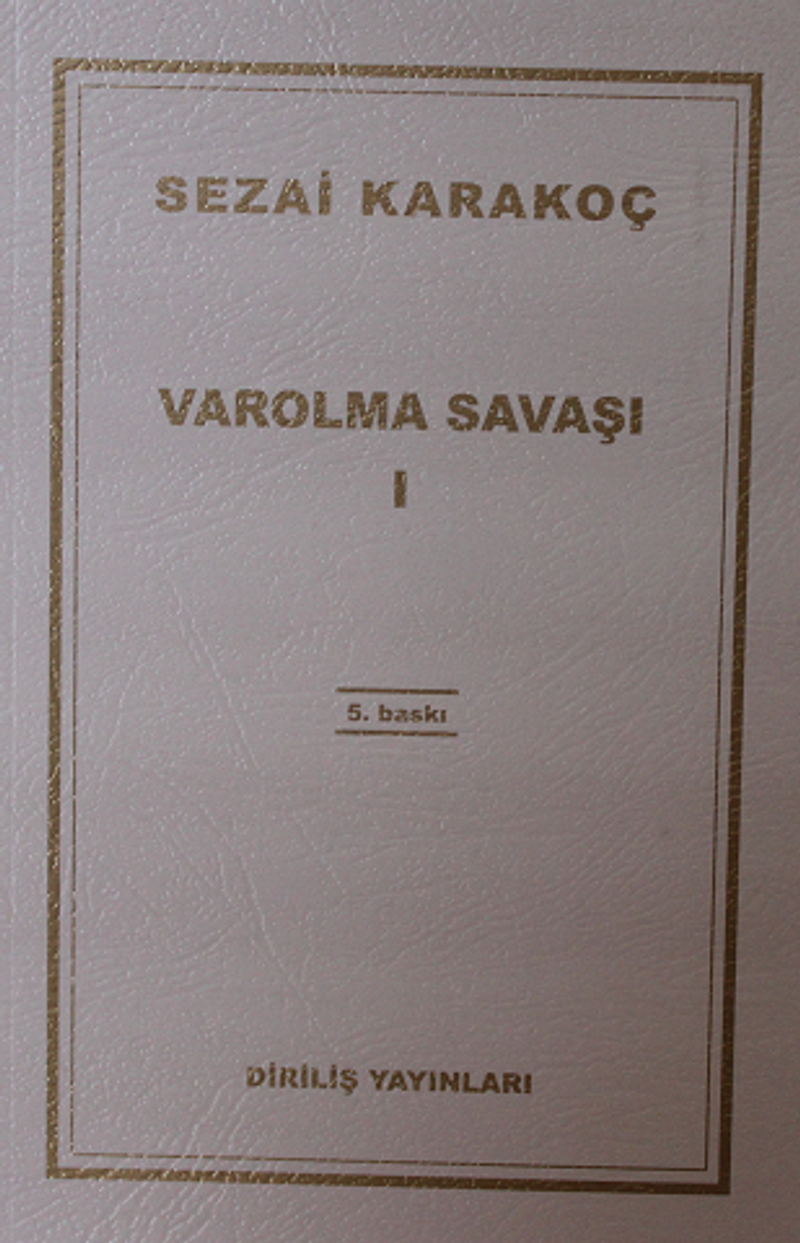 SEZAİ KARAKOÇ
VAROLMA SAVAŞI
I
5. baskı
DİRİLİŞ YAYINLARI